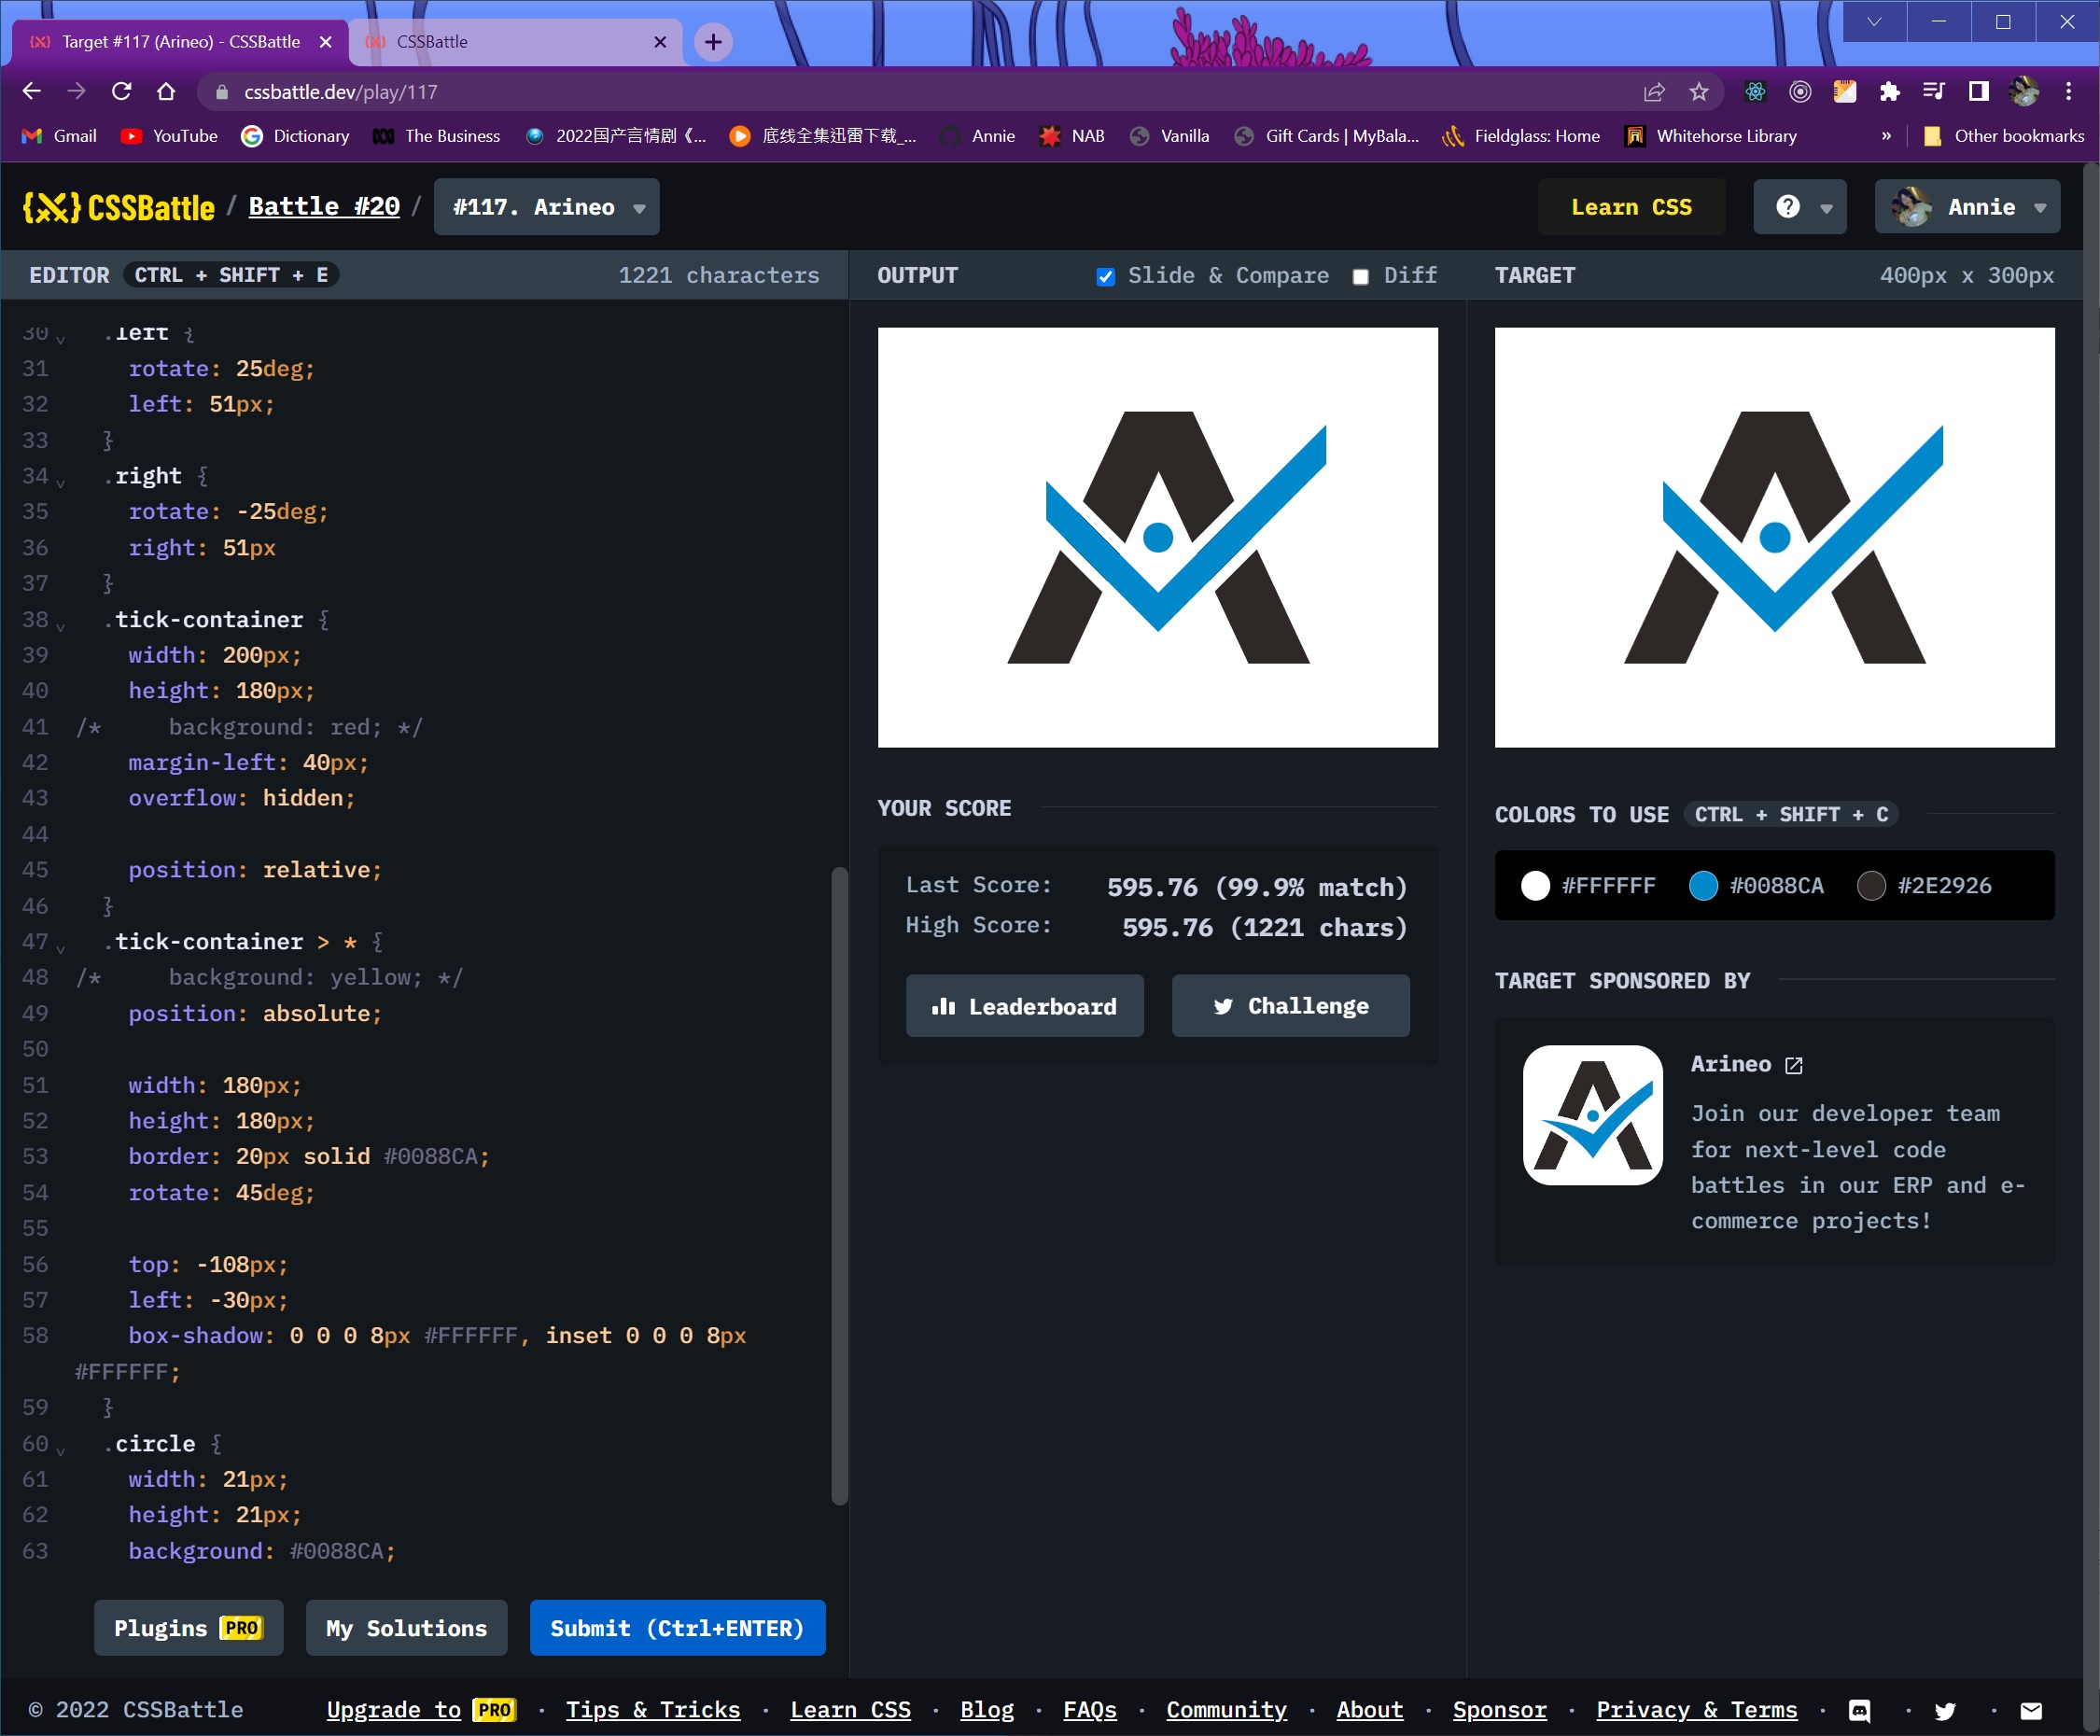 Target #117 (Arineo) - CSSBattle
CSSBattle
cssbattle.dev/play/117
Gmail
YouTube
Dictionary
The Business
2022国产言情剧《...
底线全集迅雷下载_...
Annie
NAB
Vanilla
Gift Cards | MyBala...
Fieldglass: Home
Whitehorse Library
»
Other bookmarks
{X} CSSBattle / Battle #20 / #117. Arineo
Learn CSS
?
Annie
EDITOR CTRL + SHIFT + E 1221 characters
30 .left {
31 rotate: 25deg;
32 left: 51px;
33 }
34 .right {
35 rotate: -25deg;
36 right: 51px
37 }
38 .tick-container {
39 width: 200px;
40 height: 180px;
41 /* background: red; */
42 margin-left: 40px;
43 overflow: hidden;
44
45 position: relative;
46 }
47 .tick-container > * {
48 /* background: yellow; */
49 position: absolute;
50
51 width: 180px;
52 height: 180px;
53 border: 20px solid #0088CA;
54 rotate: 45deg;
55
56 top: -108px;
57 left: -30px;
58 box-shadow: 0 0 0 8px #FFFFFF, inset 0 0 0 8px
#FFFFFF;
59 }
60 .circle {
61 width: 21px;
62 height: 21px;
63 background: #0088CA;
Plugins PRO
My Solutions
Submit (Ctrl+ENTER)
OUTPUT Slide & Compare Diff
YOUR SCORE
Last Score: 595.76 (99.9% match)
High Score: 595.76 (1221 chars)
Leaderboard
Challenge
TARGET 400px x 300px
COLORS TO USE CTRL + SHIFT + C
#FFFFFF #0088CA #2E2926
TARGET SPONSORED BY
Arineo
Join our developer team
for next-level code
battles in our ERP and e-
commerce projects!
© 2022 CSSBattle
Upgrade to PRO · Tips & Tricks · Learn CSS · Blog · FAQs · Community · About · Sponsor · Privacy & Terms · · ·